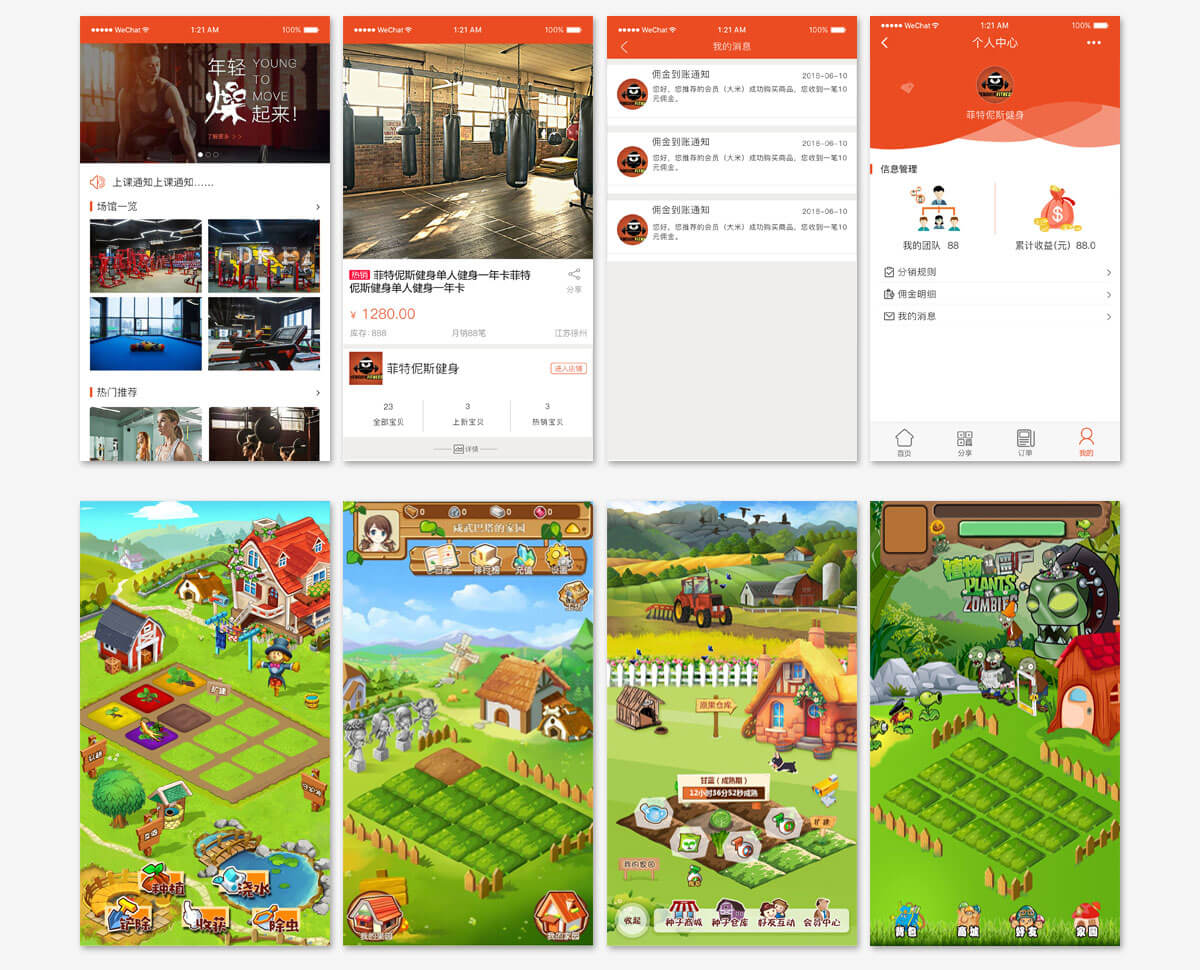 WeChat 1:21 AM 100%
年轻 YOUNG
TO
燥 MOVE
起来!
了解更多 >>
上课通知上课通知......
场馆一览
热门推荐
WeChat 1:21 AM 100%
热销 菲特伲斯健身单人健身一年卡菲特
伲斯健身单人健身一年卡
分享
¥ 1280.00
库存: 888 月销88笔 江苏徐州
菲特伲斯健身 进入店铺
23 3 3
全部宝贝 上新宝贝 热销宝贝
详情
WeChat 1:21 AM 100%
我的消息
佣金到账通知 2018-06-10
您好, 您推荐的会员(大米)成功购买商品, 您收到一笔10
元佣金。
佣金到账通知 2018-06-10
您好, 您推荐的会员(大米)成功购买商品, 您收到一笔10
元佣金。
佣金到账通知 2018-06-10
您好, 您推荐的会员(大米)成功购买商品, 您收到一笔10
元佣金。
WeChat 1:21 AM 100%
个人中心
菲特伲斯健身
信息管理
我的团队 88 累计收益(元) 88.0
分销规则
佣金明细
我的消息
首页 分享 订单 我的
扩建
种植 浇水
铲除 收获 除虫
0 0 0 0
威武巴塔的家园
日志 排行榜 充值 设置
我的果园 我的家园
原果仓库
甘蓝(成熟期)
12小时36分52秒成熟
扩建
我的家园
收起 种子商城 种子仓库 好友互动 会员中心
植物 僵尸
PLANTS
VS
ZOMBIES
背包 商城 好友 家园